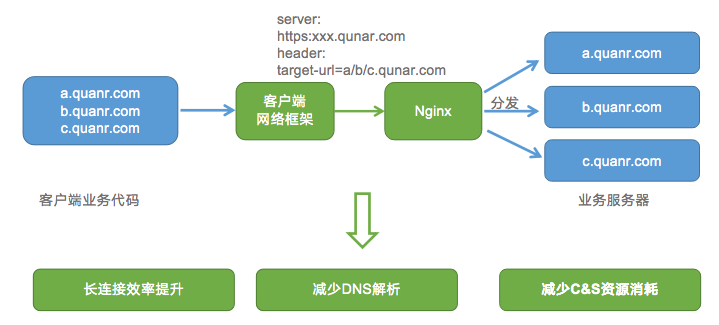 server:
https:xxx.qunar.com
header:
target-url=a/b/c.qunar.com
a.quanr.com
b.quanr.com
c.quanr.com
客户端
网络框架
Nginx
分发
a.quanr.com
b.quanr.com
c.quanr.com
客户端业务代码
业务服务器
长连接效率提升
减少DNS解析
减少C&S资源消耗